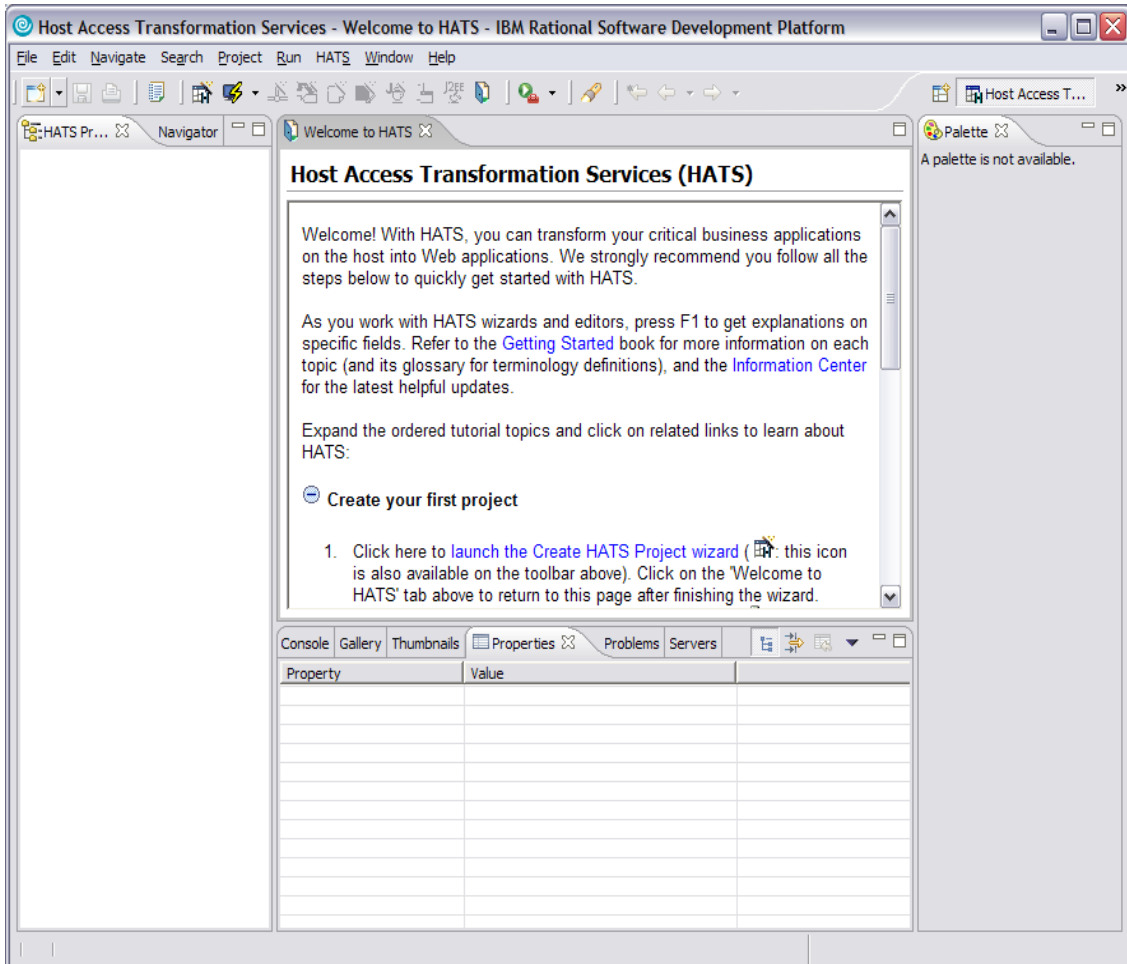 Host Access Transformation Services - Welcome to HATS - IBM Rational Software Development Platform
File Edit Navigate Search Project Run HATS Window Help
Host Access T... »
HATS Pr... Navigator
Welcome to HATS
Palette
A palette is not available.
Host Access Transformation Services (HATS)
Welcome! With HATS, you can transform your critical business applications
on the host into Web applications. We strongly recommend you follow all the
steps below to quickly get started with HATS.
As you work with HATS wizards and editors, press F1 to get explanations on
specific fields. Refer to the Getting Started book for more information on each
topic (and its glossary for terminology definitions), and the Information Center
for the latest helpful updates.
Expand the ordered tutorial topics and click on related links to learn about
HATS:
Create your first project
1. Click here to launch the Create HATS Project wizard ( : this icon
is also available on the toolbar above). Click on the 'Welcome to
HATS' tab above to return to this page after finishing the wizard.
Console Gallery Thumbnails Properties Problems Servers
Property Value